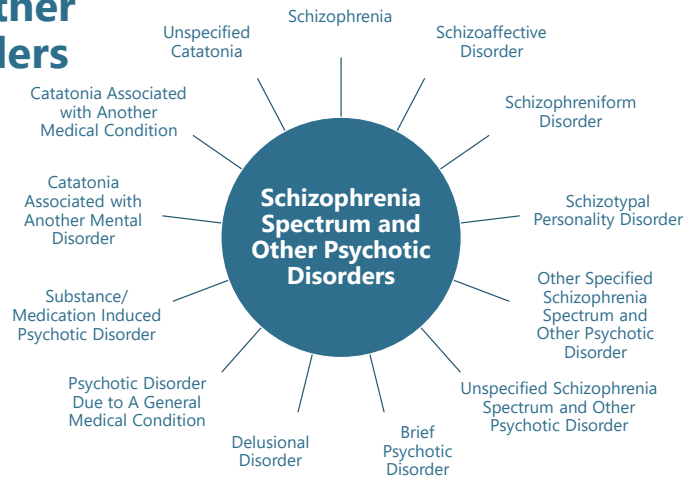 Schizophrenia
Unspecified
Catatonia
Schizoaffective
Disorder
Catatonia Associated
with Another
Medical Condition
Schizophreniform
Disorder
Catatonia
Associated with
Another Mental
Disorder
Schizophrenia
Spectrum and
Other Psychotic
Disorders
Schizotypal
Personality Disorder
Substance/
Medication Induced
Psychotic Disorder
Other Specified
Schizophrenia
Spectrum and
Other Psychotic
Disorder
Psychotic Disorder
Due to A General
Medical Condition
Unspecified Schizophrenia
Spectrum and Other
Psychotic Disorder
Delusional
Disorder
Brief
Psychotic
Disorder